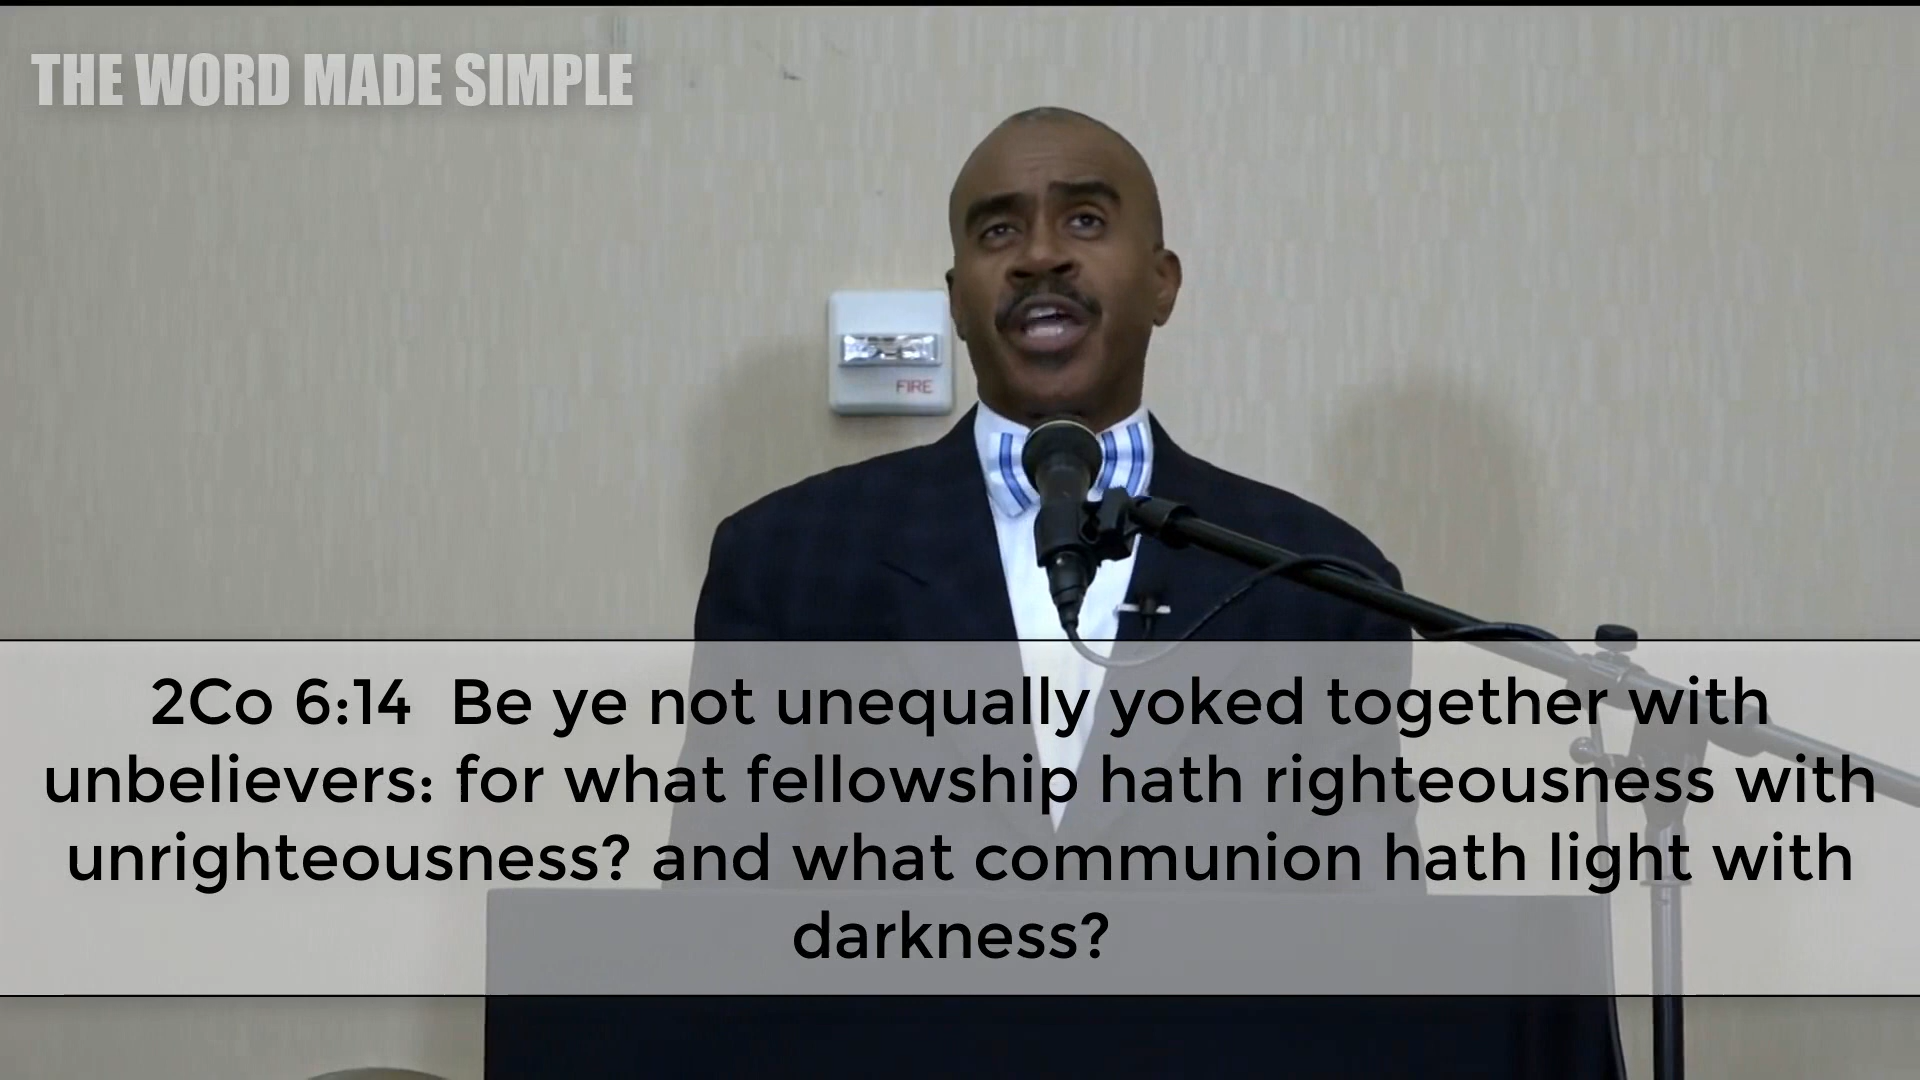 THE WORD MADE SIMPLE
FIRE
2Co 6:14  Be ye not unequally yoked together with
unbelievers: for what fellowship hath righteousness with
unrighteousness? and what communion hath light with
darkness?